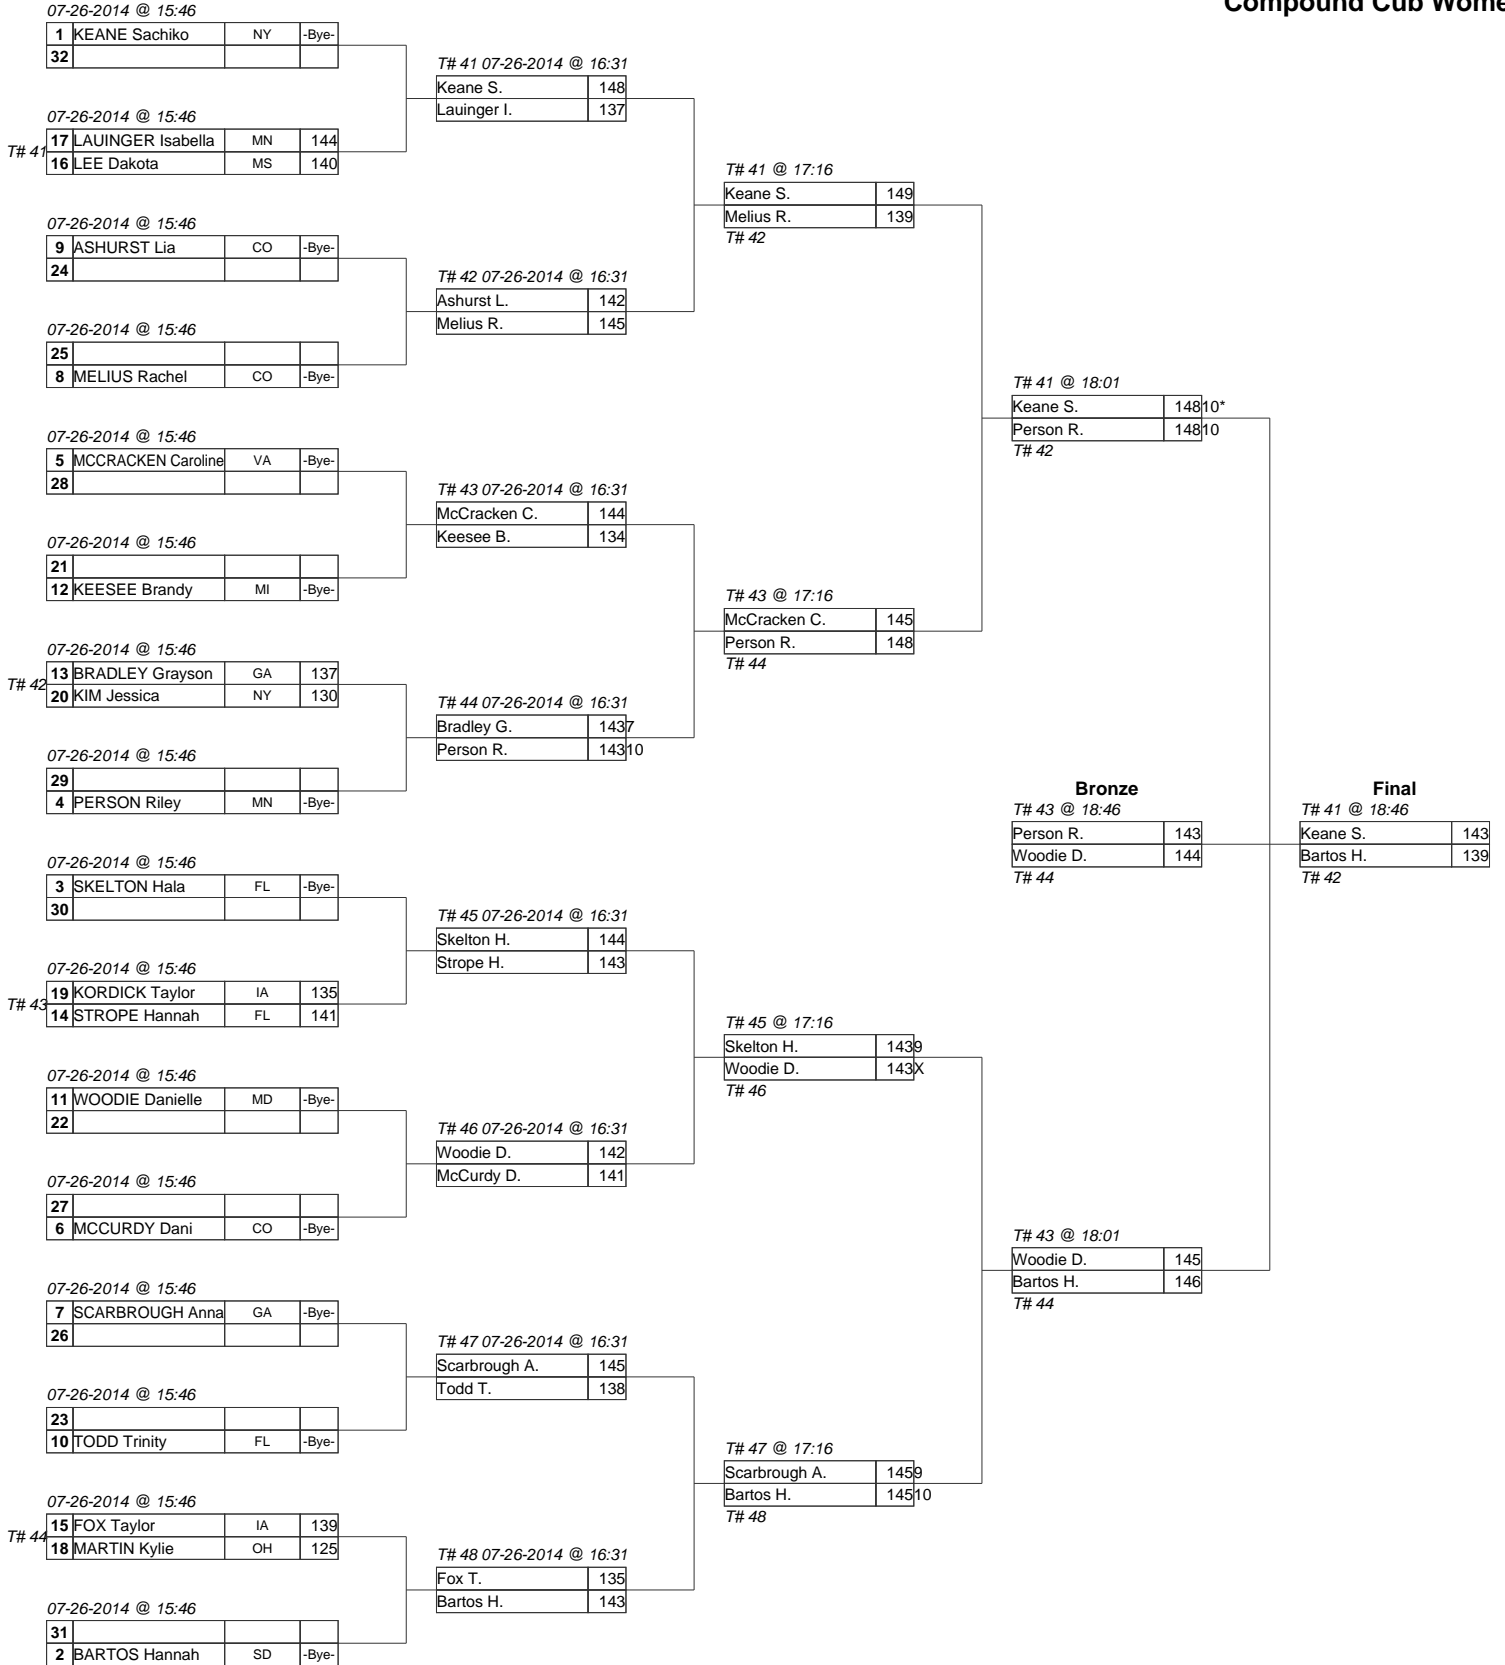 Compound Cub Wome
07-26-2014 @ 15:46
1 KEANE Sachiko NY -Bye-
32
07-26-2014 @ 15:46
T# 41
17 LAUINGER Isabella MN 144
16 LEE Dakota MS 140
07-26-2014 @ 15:46
9 ASHURST Lia CO -Bye-
24
07-26-2014 @ 15:46
25
8 MELIUS Rachel CO -Bye-
07-26-2014 @ 15:46
5 MCCRACKEN Caroline VA -Bye-
28
07-26-2014 @ 15:46
21
12 KEESEE Brandy MI -Bye-
07-26-2014 @ 15:46
T# 42
13 BRADLEY Grayson GA 137
20 KIM Jessica NY 130
07-26-2014 @ 15:46
29
4 PERSON Riley MN -Bye-
07-26-2014 @ 15:46
3 SKELTON Hala FL -Bye-
30
07-26-2014 @ 15:46
T# 43
19 KORDICK Taylor IA 135
14 STROPE Hannah FL 141
07-26-2014 @ 15:46
11 WOODIE Danielle MD -Bye-
22
07-26-2014 @ 15:46
27
6 MCCURDY Dani CO -Bye-
07-26-2014 @ 15:46
7 SCARBROUGH Anna GA -Bye-
26
07-26-2014 @ 15:46
23
10 TODD Trinity FL -Bye-
07-26-2014 @ 15:46
T# 44
15 FOX Taylor IA 139
18 MARTIN Kylie OH 125
07-26-2014 @ 15:46
31
2 BARTOS Hannah SD -Bye-
T# 41 07-26-2014 @ 16:31
Keane S. 148
Lauinger I. 137
T# 42 07-26-2014 @ 16:31
Ashurst L. 142
Melius R. 145
T# 43 07-26-2014 @ 16:31
McCracken C. 144
Keesee B. 134
T# 44 07-26-2014 @ 16:31
Bradley G. 143 7
Person R. 143 10
T# 45 07-26-2014 @ 16:31
Skelton H. 144
Strope H. 143
T# 46 07-26-2014 @ 16:31
Woodie D. 142
McCurdy D. 141
T# 47 07-26-2014 @ 16:31
Scarbrough A. 145
Todd T. 138
T# 48 07-26-2014 @ 16:31
Fox T. 135
Bartos H. 143
T# 41 @ 17:16
Keane S. 149
Melius R. 139
T# 42
T# 43 @ 17:16
McCracken C. 145
Person R. 148
T# 44
T# 45 @ 17:16
Skelton H. 143 9
Woodie D. 143 X
T# 46
T# 47 @ 17:16
Scarbrough A. 145 9
Bartos H. 145 10
T# 48
T# 41 @ 18:01
Keane S. 148 10*
Person R. 148 10
T# 42
T# 43 @ 18:01
Woodie D. 145
Bartos H. 146
T# 44
Bronze
T# 43 @ 18:46
Person R. 143
Woodie D. 144
T# 44
Final
T# 41 @ 18:46
Keane S. 143
Bartos H. 139
T# 42